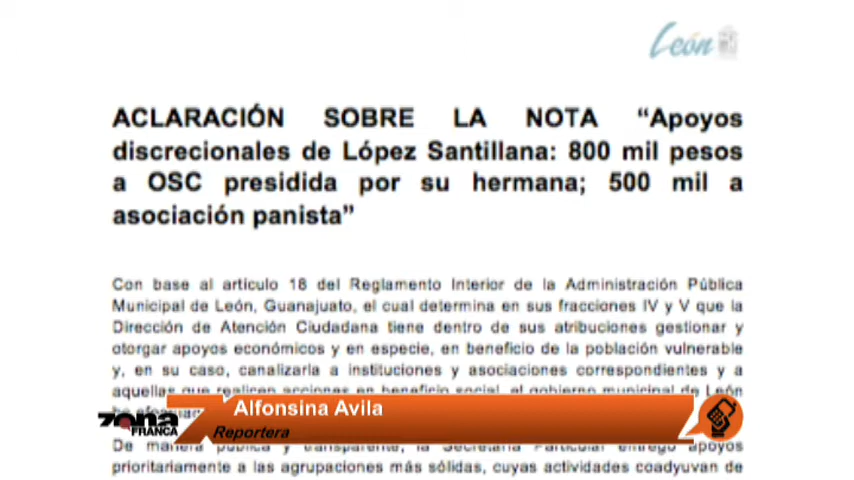 León
ACLARACIÓN SOBRE LA NOTA “Apoyos
discrecionales de López Santillana: 800 mil pesos
a OSC presidida por su hermana; 500 mil a
asociación panista”
Con base al artículo 18 del Reglamento Interior de la Administración Pública
Municipal de León, Guanajuato, el cual determina en sus fracciones IV y V que la
Dirección de Atención Ciudadana tiene dentro de sus atribuciones gestionar y
otorgar apoyos económicos y en especie, en beneficio de la población vulnerable
y, en su caso, canalizarla a instituciones y asociaciones correspondientes y a
aquellas que realicen acciones en beneficio social, el gobierno municipal de León
Alfonsina Avila
ZONA
FRANCA
Reportera
De manera pública y transparente, la Secretaría Particular entregó apoyos
prioritariamente a las agrupaciones más sólidas, cuyas actividades coadyuvan de